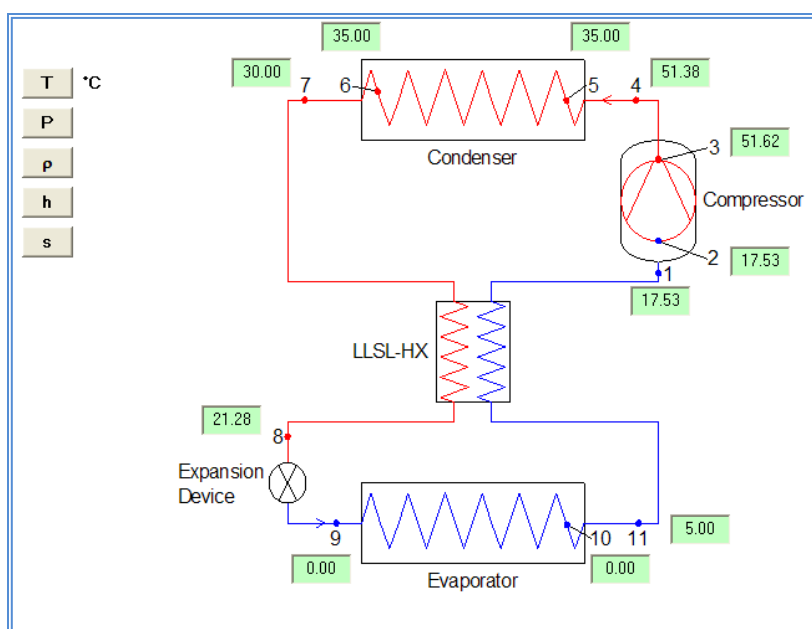 35.00 35.00
T °C 30.00 7 6 5 4 51.38
P
Condenser 3 51.62
ρ
Compressor
h
s 2 17.53
1
17.53
LLSL-HX
21.28
8
Expansion
Device
9 10 11 5.00
0.00 Evaporator 0.00